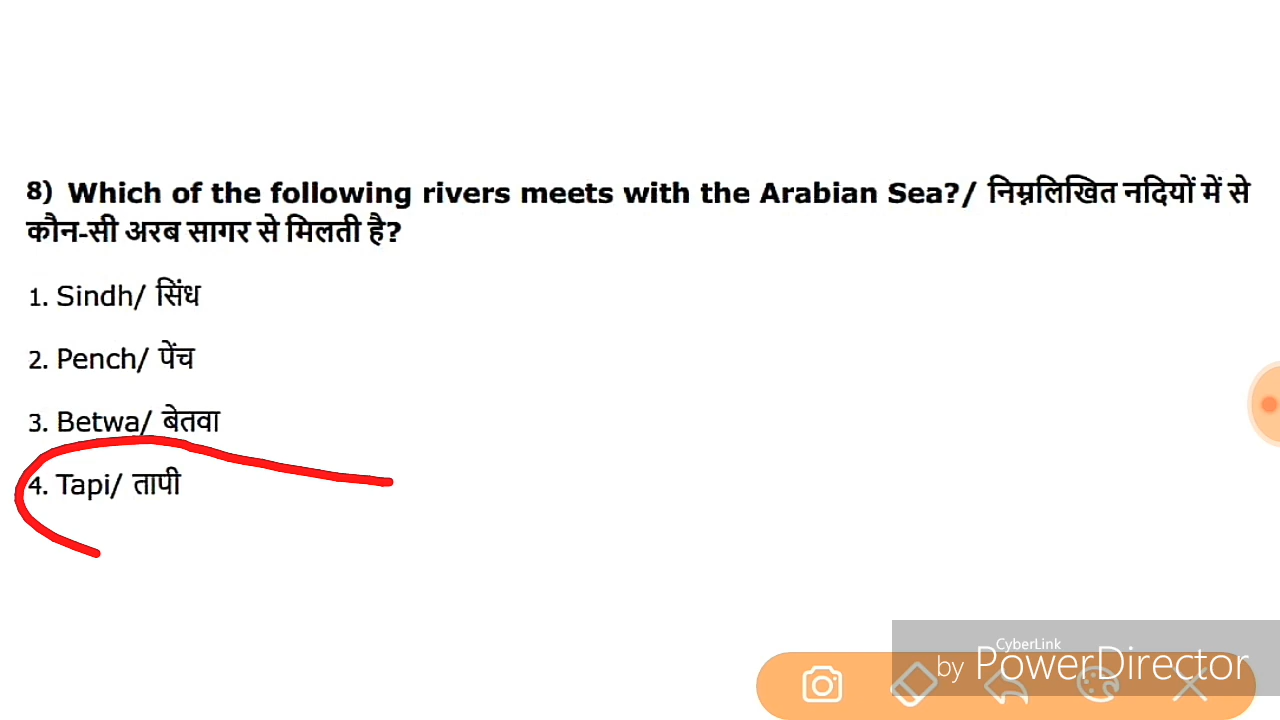 8) Which of the following rivers meets with the Arabian Sea?/ निम्नलिखित नदियों में से
कौन-सी अरब सागर से मिलती है?
1. Sindh/ सिंध
2. Pench/ पेंच
3. Betwa/ बेतवा
4. Tapi/ तापी
CyberLink
by PowerDirector